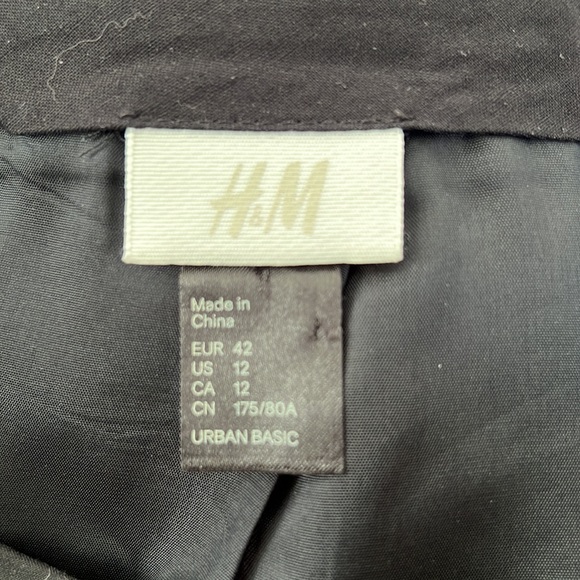 H&M
Made in
China
EUR 42
US 12
CA 12
CN 175/80A
URBAN BASIC